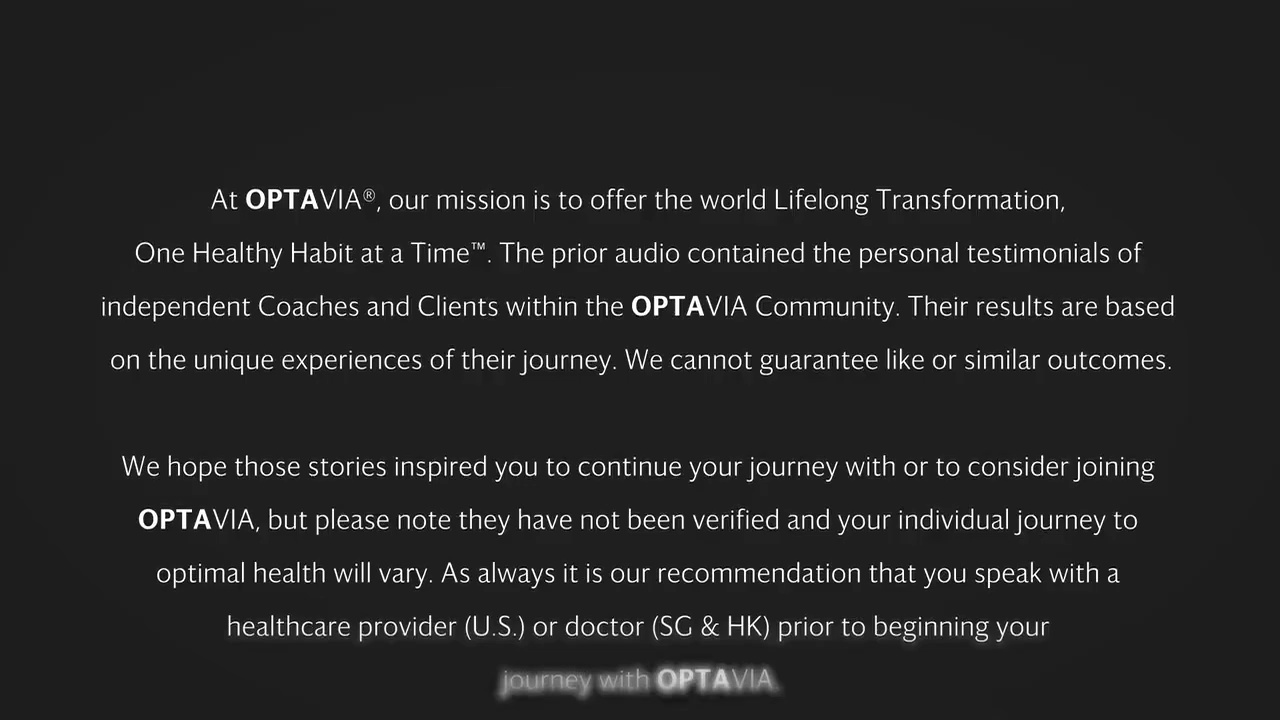 At OPTAVIA®, our mission is to offer the world Lifelong Transformation,
One Healthy Habit at a Time™. The prior audio contained the personal testimonials of
independent Coaches and Clients within the OPTAVIA Community. Their results are based
on the unique experiences of their journey. We cannot guarantee like or similar outcomes.
We hope those stories inspired you to continue your journey with or to consider joining
OPTAVIA, but please note they have not been verified and your individual journey to
optimal health will vary. As always it is our recommendation that you speak with a
healthcare provider (U.S.) or doctor (SG & HK) prior to beginning your
journey with OPTAVIA.